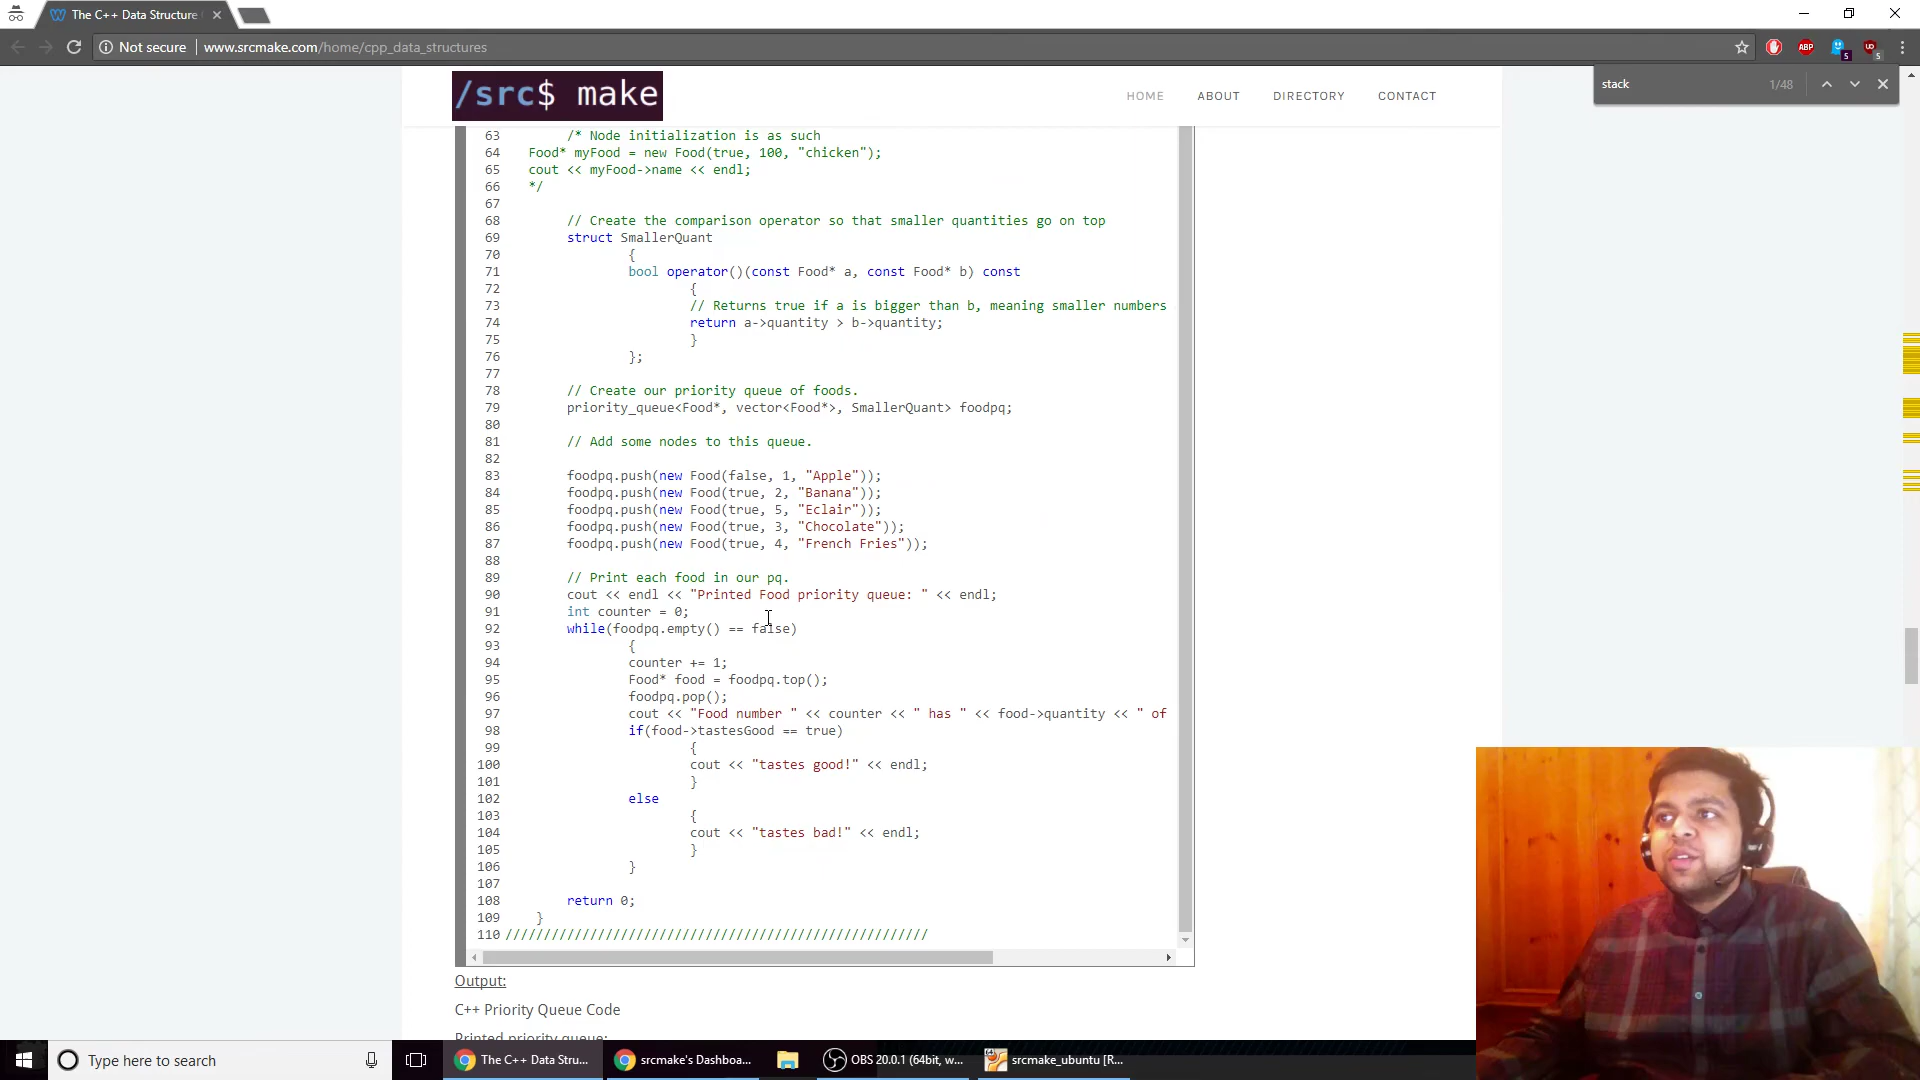 The C++ Data Structure
Not secure
www.srcmake.com/home/cpp_data_structures
stack
1/48
/src$ make
HOME ABOUT DIRECTORY CONTACT
63 /* Node initialization is as such
64 Food* myFood = new Food(true, 100, "chicken");
65 cout << myFood->name << endl;
66 */
67
68 // Create the comparison operator so that smaller quantities go on top
69 struct SmallerQuant
70 {
71 bool operator()(const Food* a, const Food* b) const
72 {
73 // Returns true if a is bigger than b, meaning smaller numbers
74 return a->quantity > b->quantity;
75 }
76 };
77
78 // Create our priority queue of foods.
79 priority_queue<Food*, vector<Food*>, SmallerQuant> foodpq;
80
81 // Add some nodes to this queue.
82
83 foodpq.push(new Food(false, 1, "Apple"));
84 foodpq.push(new Food(true, 2, "Banana"));
85 foodpq.push(new Food(true, 5, "Eclair"));
86 foodpq.push(new Food(true, 3, "Chocolate"));
87 foodpq.push(new Food(true, 4, "French Fries"));
88
89 // Print each food in our pq.
90 cout << endl << "Printed Food priority queue: " << endl;
91 int counter = 0;
92 while(foodpq.empty() == false)
93 {
94 counter += 1;
95 Food* food = foodpq.top();
96 foodpq.pop();
97 cout << "Food number " << counter << " has " << food->quantity << " of
98 if(food->tastesGood == true)
99 {
100 cout << "tastes good!" << endl;
101 }
102 else
103 {
104 cout << "tastes bad!" << endl;
105 }
106 }
107
108 return 0;
109 }
110 ///////////////////////////////////////////////////////
Output:
C++ Priority Queue Code
Printed priority queue:
Type here to search
The C++ Data Stru...
srcmake's Dashboa...
OBS 20.0.1 (64bit, w...
srcmake_ubuntu [R...